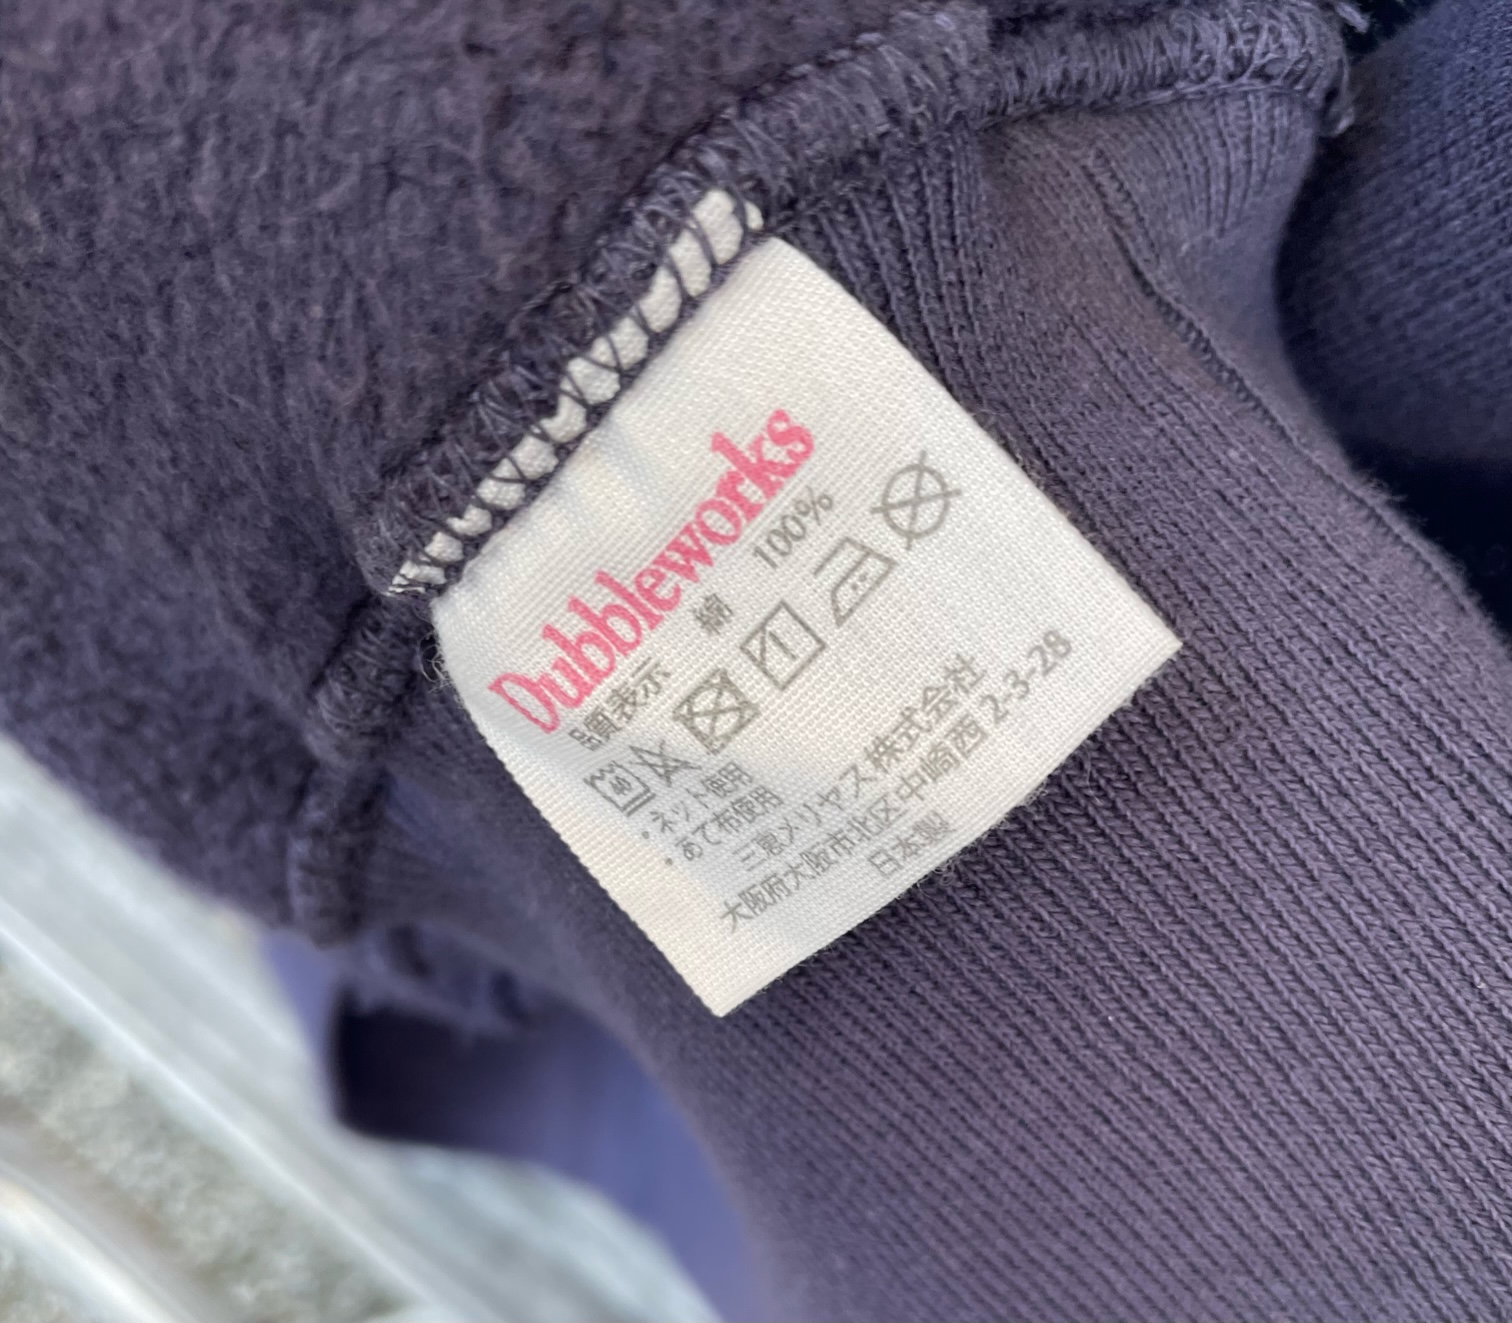 Dubbleworks
品質表示 綿 100%
・ネット使用
・あて布使用
三恵メリヤス株式会社
大阪府大阪市北区中崎西 2-3-28
日本製